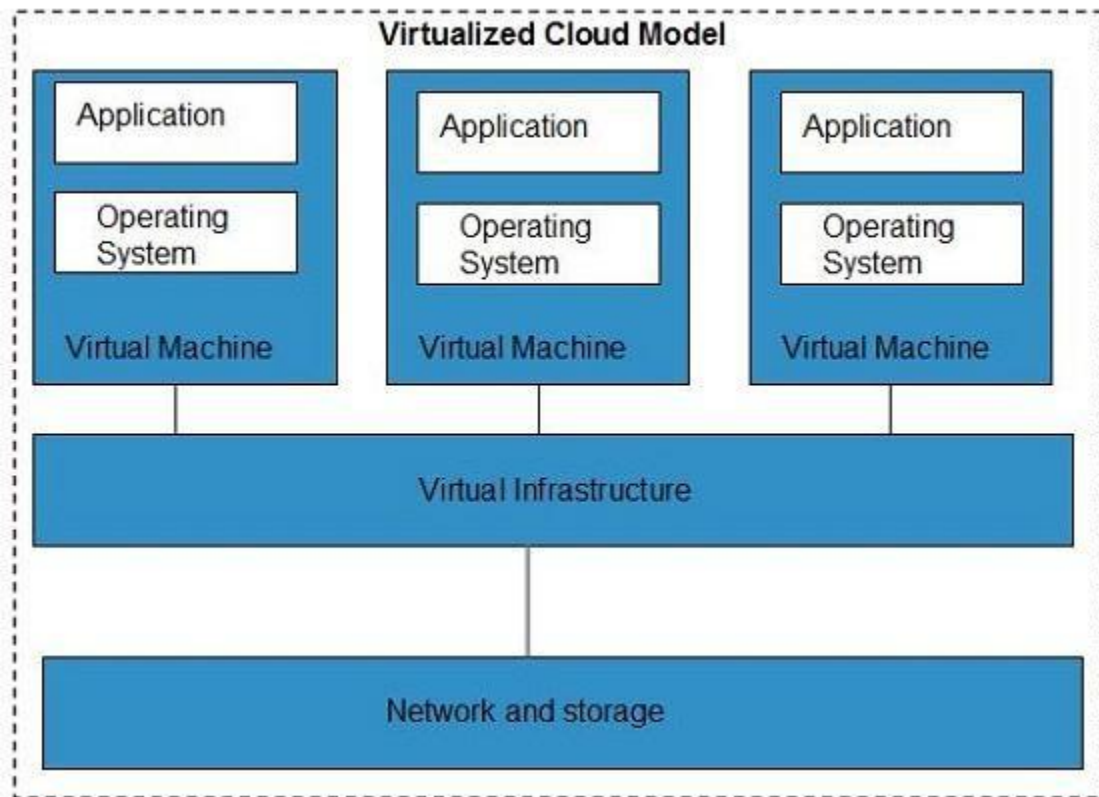 Virtualized Cloud Model
Application
Application
Application
Operating
System
Operating
System
Operating
System
Virtual Machine
Virtual Machine
Virtual Machine
Virtual Infrastructure
Network and storage